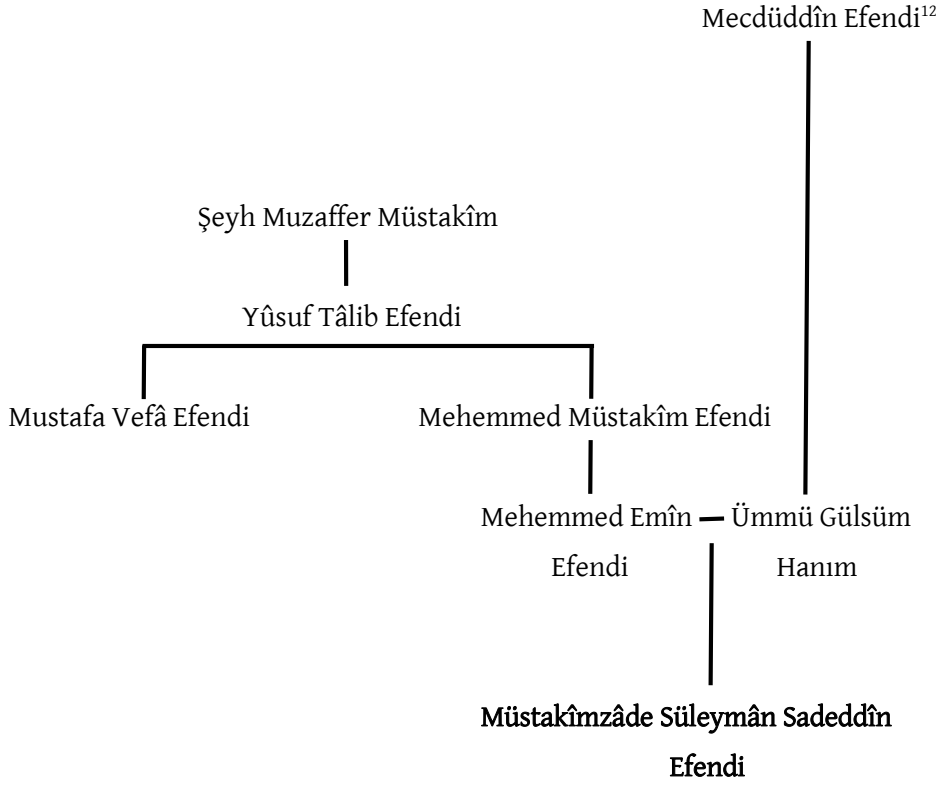 Mecdüddîn Efendi¹²
Şeyh Muzaffer Müstakîm
Yûsuf Tâlib Efendi
Mustafa Vefâ Efendi
Mehemmed Müstakîm Efendi
Mehemmed Emîn
Efendi
Ümmü Gülsüm
Hanım
Müstakîmzâde Süleymân Sadeddîn
Efendi